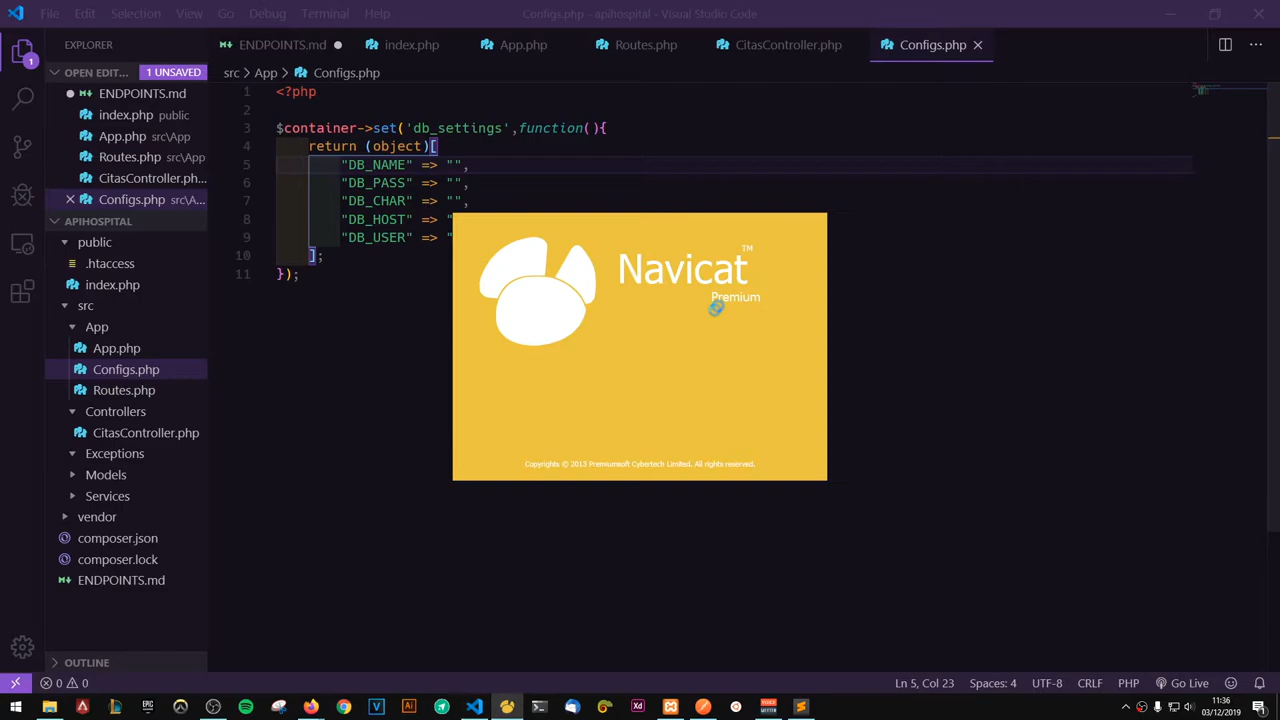 File Edit Selection View Go Debug Terminal Help Configs.php - apihospital - Visual Studio Code
EXPLORER
ENDPOINTS.md index.php App.php Routes.php CitasController.php Configs.php
OPEN EDIT... 1 UNSAVED
src > App > Configs.php
ENDPOINTS.md
index.php public
App.php src\App
Routes.php src\App
CitasController.ph...
Configs.php src\A...
APIHOSPITAL
public
.htaccess
index.php
src
App
App.php
Configs.php
Routes.php
Controllers
CitasController.php
Exceptions
Models
Services
vendor
composer.json
composer.lock
ENDPOINTS.md
OUTLINE
1 <?php
2
3 $container->set('db_settings',function(){
4 return (object)[
5 "DB_NAME" => "",
6 "DB_PASS" => "",
7 "DB_CHAR" => "",
8 "DB_HOST" => "
9 "DB_USER" => "
10 ];
11 });
Navicat™
Premium
Copyrights © 2013 Premiumsoft Cybertech Limited. All rights reserved.
0 0 Ln 5, Col 23 Spaces: 4 UTF-8 CRLF PHP Go Live
11:36
03/12/2019